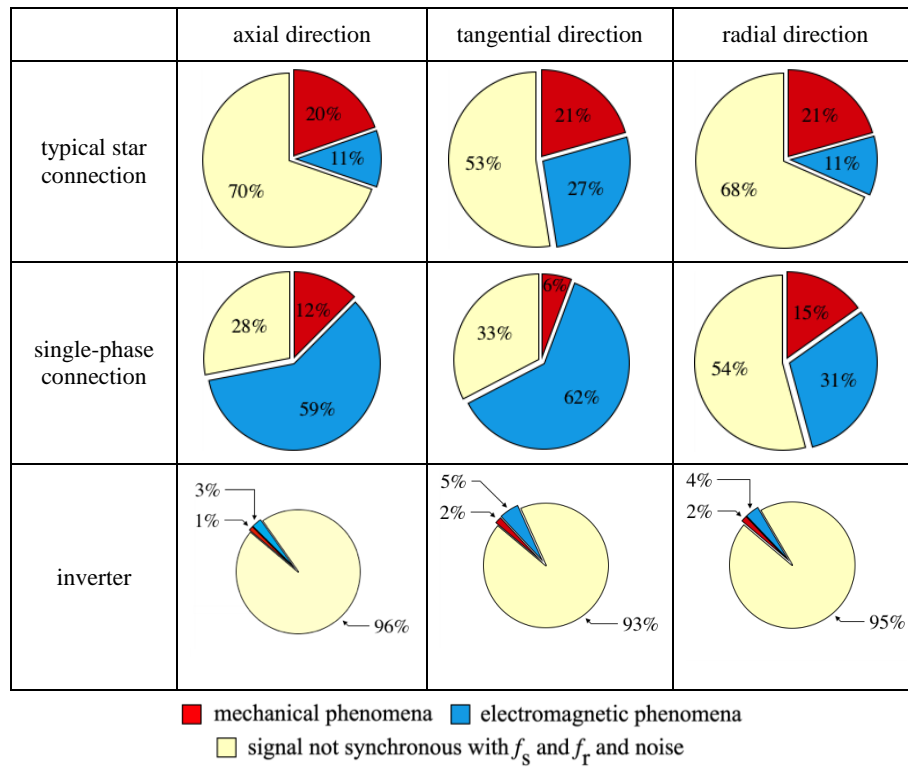 axial direction
tangential direction
radial direction
typical star
connection
20%
11%
70%
21%
27%
53%
21%
11%
68%
single-phase
connection
12%
59%
28%
6%
62%
33%
15%
31%
54%
inverter
3%
1%
96%
5%
2%
93%
4%
2%
95%
mechanical phenomena
electromagnetic phenomena
signal not synchronous with fs and fr and noise